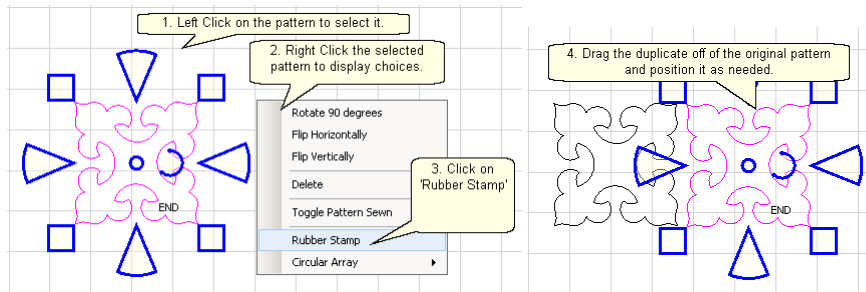 1. Left Click on the pattern to select it.
2. Right Click the selected
pattern to display choices.
Rotate 90 degrees
Flip Horizontally
Flip Vertically
Delete
Toggle Pattern Sewn
Rubber Stamp
Circular Array
3. Click on
'Rubber Stamp'
END
4. Drag the duplicate off of the original pattern
and position it as needed.
END